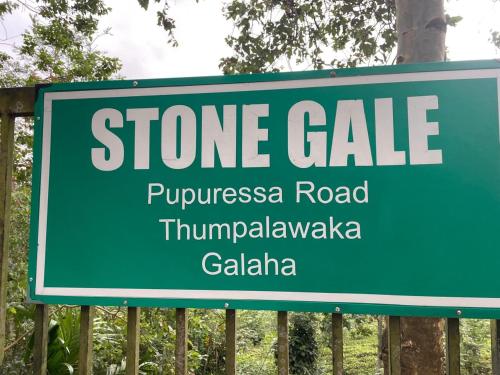 STONE GALE
Pupuressa Road
Thumpalawaka
Galaha